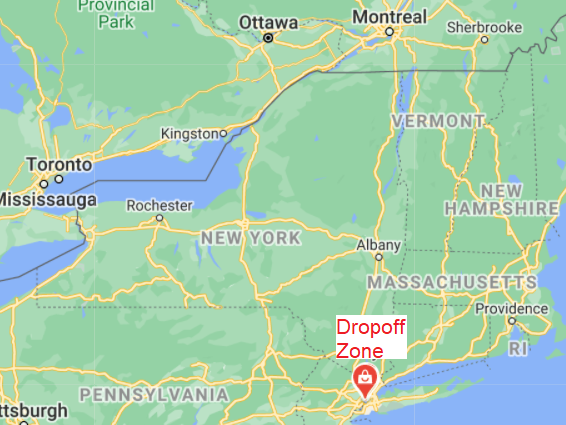 Provincial
Park
Ottawa
Montreal
Sherbrooke
Kingston
VERMONT
Toronto
Mississauga
Rochester
NEW
HAMPSHIRE
NEW YORK
Albany
MASSACHUSETTS
Providence
Dropoff
Zone
RI
PENNSYLVANIA
ttsburgh